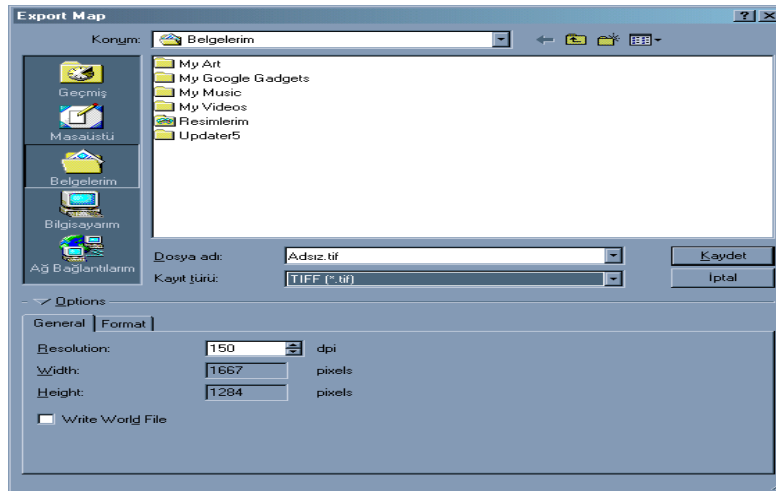 Export Map
Konum: Belgelerim
Geçmiş
Masaüstü
Belgelerim
Bilgisayarım
Ağ Bağlantılarım
My Art
My Google Gadgets
My Music
My Videos
Resimlerim
Updater5
Dosya adı: Adsız.tif Kaydet
Kayıt türü: TIFF (*.tif) İptal
Options
General Format
Resolution: 150 dpi
Width: 1667 pixels
Height: 1284 pixels
Write World File